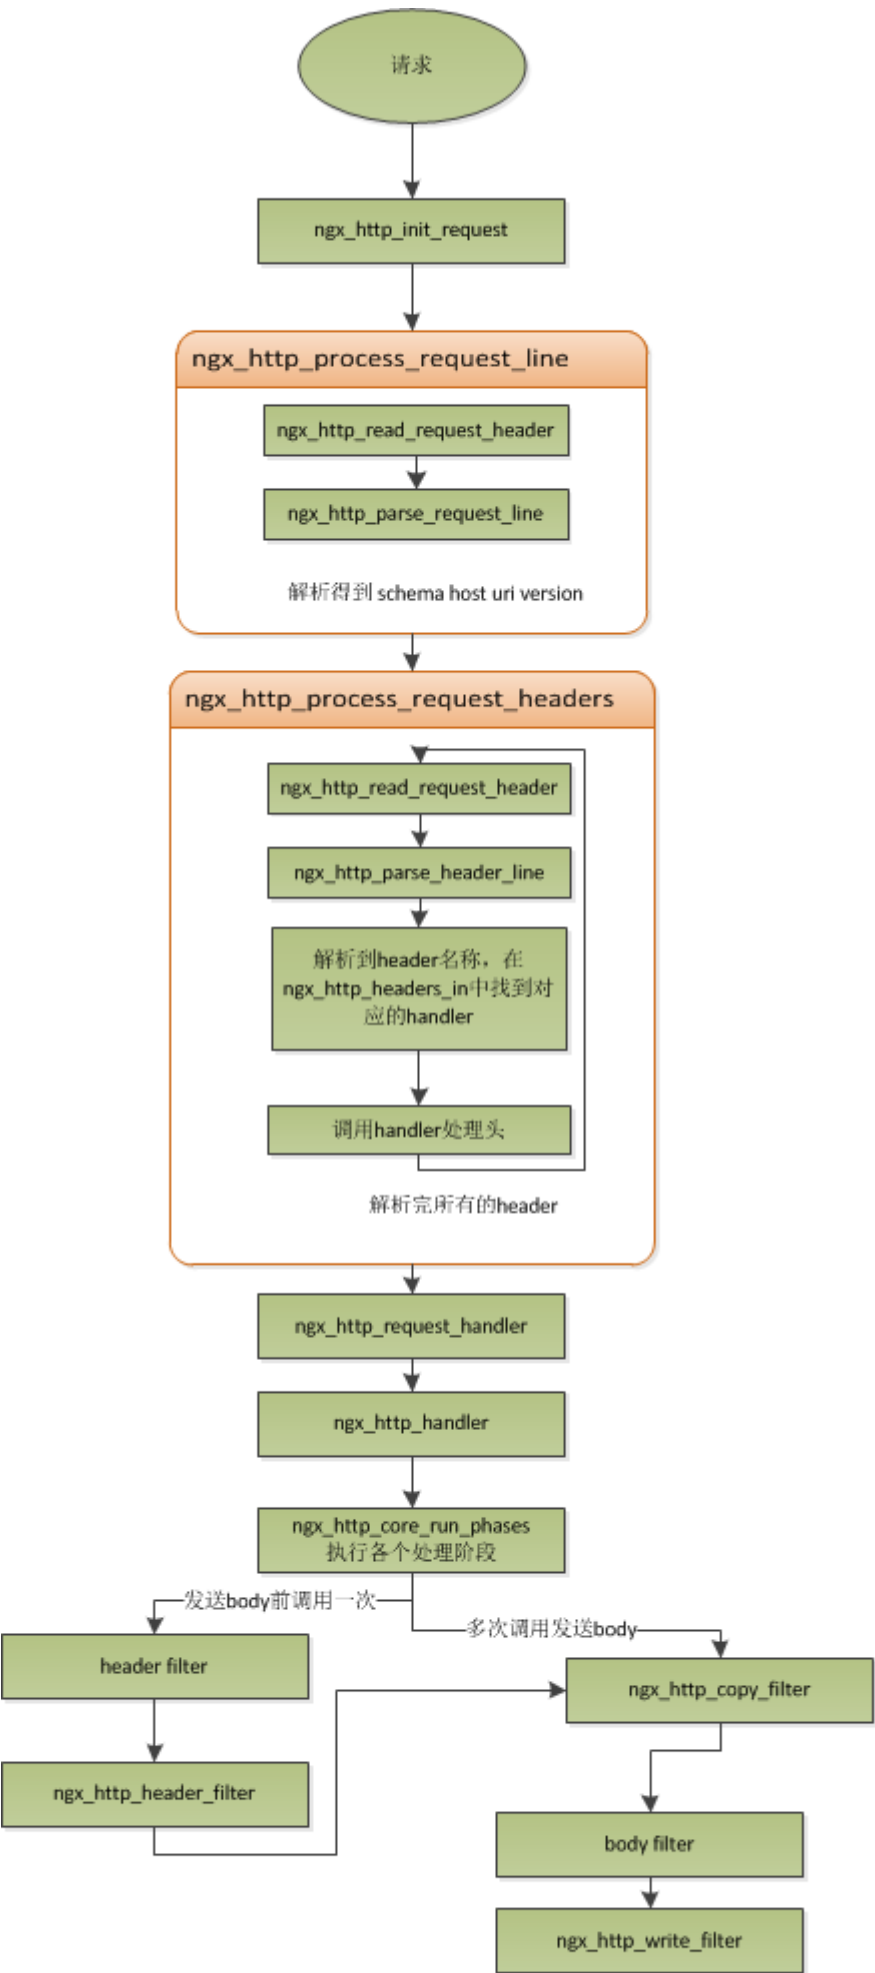 请求
ngx_http_init_request
ngx_http_process_request_line
ngx_http_read_request_header
ngx_http_parse_request_line
解析得到 schema host uri version
ngx_http_process_request_headers
ngx_http_read_request_header
ngx_http_parse_header_line
解析到header名称，在
ngx_http_headers_in中找到对
应的handler
调用handler处理头
解析完所有的header
ngx_http_request_handler
ngx_http_handler
ngx_http_core_run_phases
执行各个处理阶段
发送body前调用一次
多次调用发送body
header filter
ngx_http_copy_filter
ngx_http_header_filter
body filter
ngx_http_write_filter